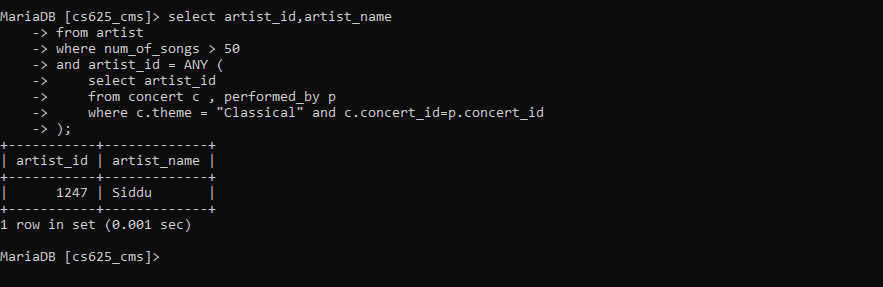 MariaDB [cs625_cms]> select artist_id,artist_name
    -> from artist
    -> where num_of_songs > 50
    -> and artist_id = ANY (
    ->     select artist_id
    ->     from concert c , performed_by p
    ->     where c.theme = "Classical" and c.concert_id=p.concert_id
    -> );
+-----------+-------------+
| artist_id | artist_name |
+-----------+-------------+
|      1247 | Siddu       |
+-----------+-------------+
1 row in set (0.001 sec)

MariaDB [cs625_cms]>